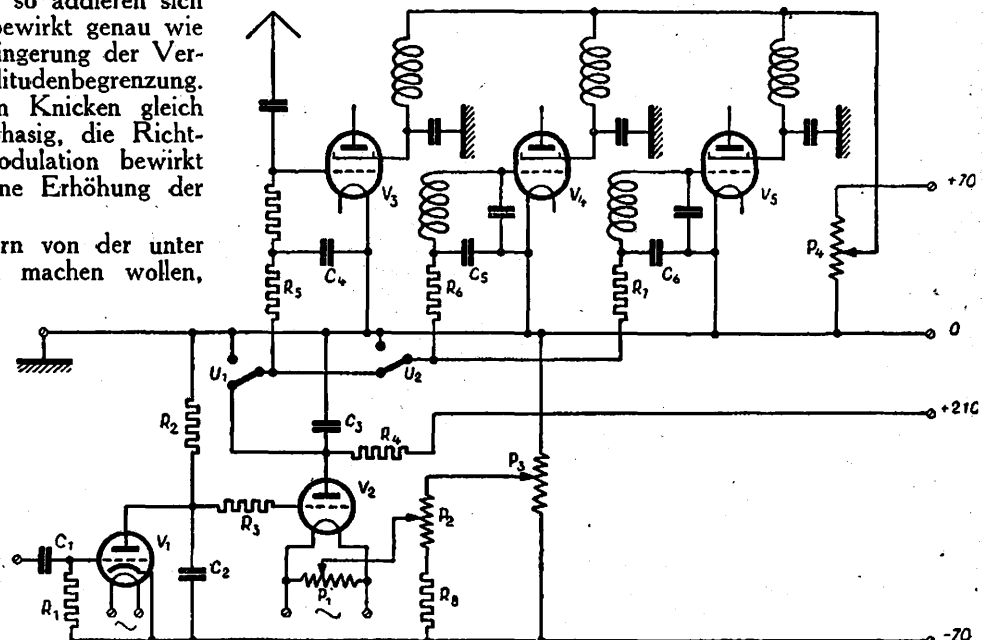 so addieren sich
bewirkt genau wie
ingerung der Ver-
litudenbegrenzung.
n Knicken gleich
hasig, die Richt-
odulation bewirkt
ne Erhöhung der
ern von der unter
machen wollen,
V3
V4
V5
+70
P4
C4
C5
C6
R5
R6
R7
0
U1
U2
+210
R2
C3
R4
P3
V2
P2
R3
C1
V1
C2
P1
R1
R8
~
~
-70